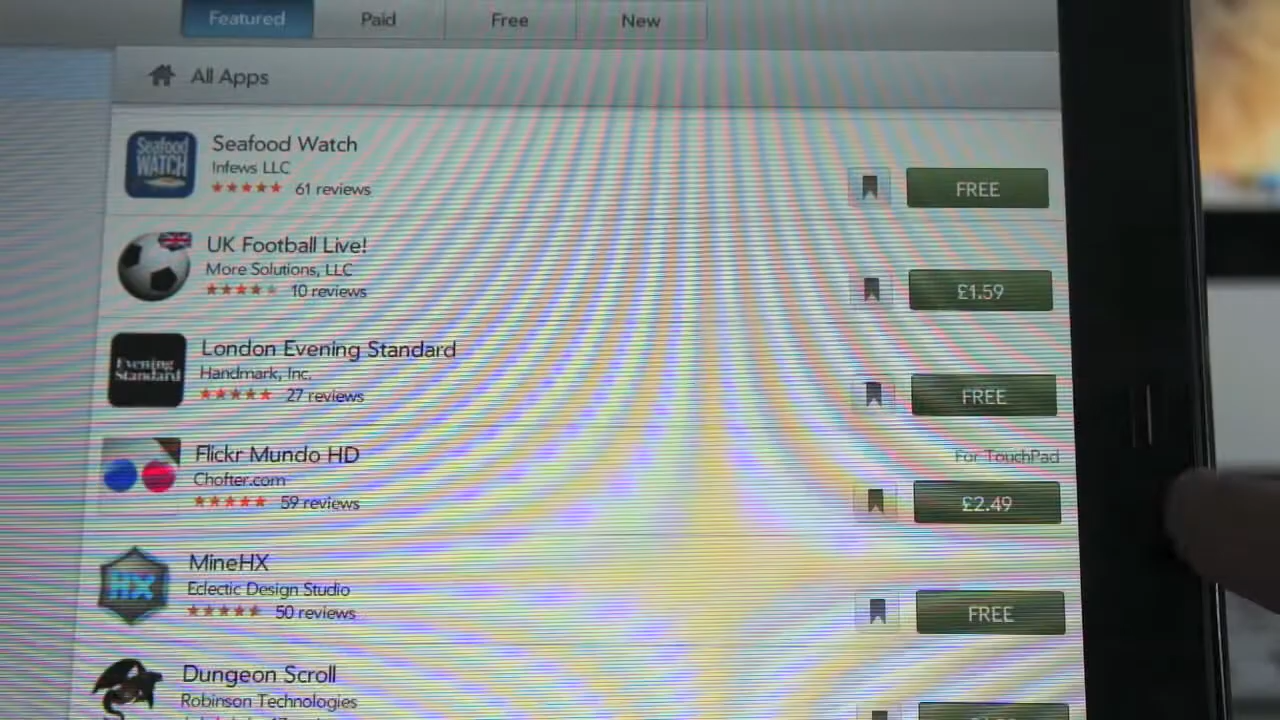 Featured Paid Free New
All Apps
Seafood WATCH
Seafood Watch
Infews LLC
61 reviews
FREE
UK Football Live!
More Solutions, LLC
10 reviews
£1.59
Evening Standard
London Evening Standard
Handmark, Inc.
27 reviews
FREE
Flickr Mundo HD
For TouchPad
Chofter.com
59 reviews
£2.49
HX
MineHX
Eclectic Design Studio
50 reviews
FREE
Dungeon Scroll
Robinson Technologies